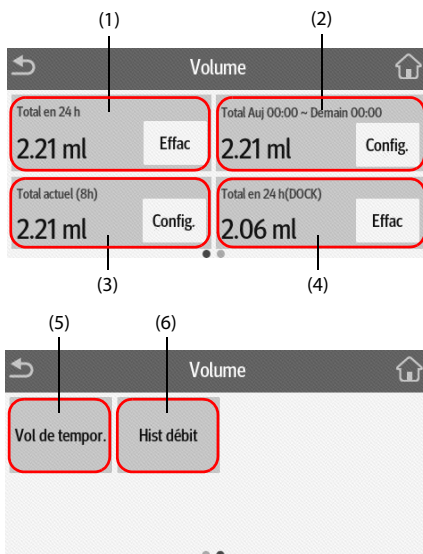 (1) (2)
Volume
Total en 24 h
Total Auj 00:00 ~ Demain 00:00
2.21 ml Effac
2.21 ml Config.
Total actuel (8h)
Total en 24 h(DOCK)
2.21 ml Config.
2.06 ml Effac
(3) (4)
(5) (6)
Volume
Vol de tempor. Hist débit